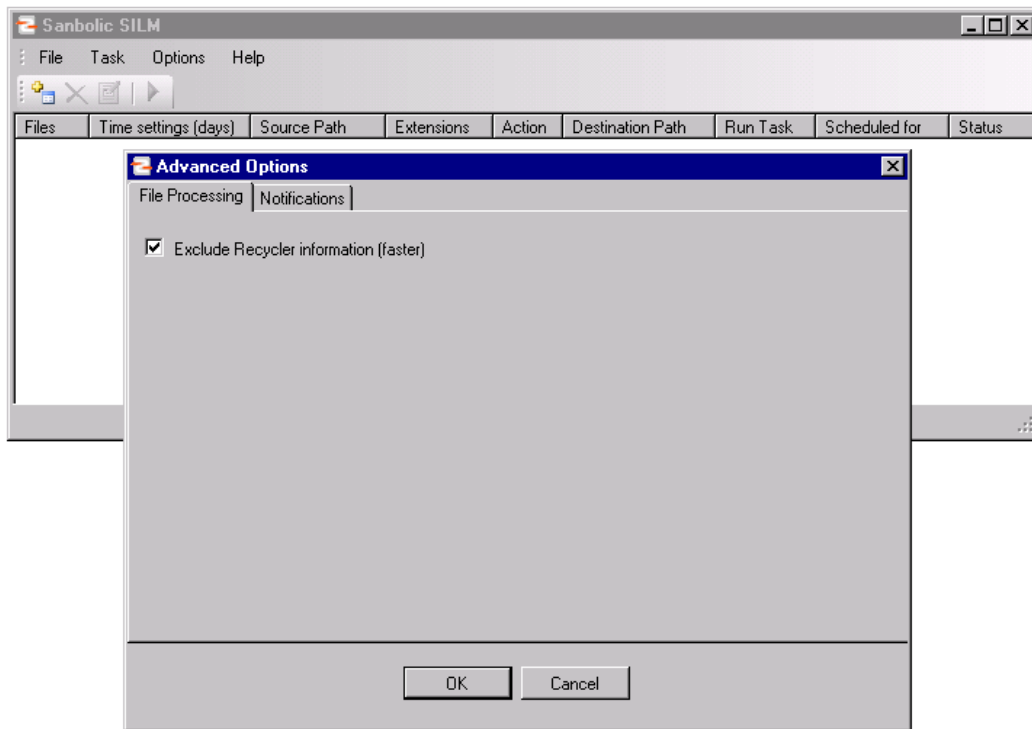 Sanbolic SILM
File Task Options Help
Files Time settings (days) Source Path Extensions Action Destination Path Run Task Scheduled for Status
Advanced Options
File Processing Notifications
Exclude Recycler information (faster)
OK Cancel